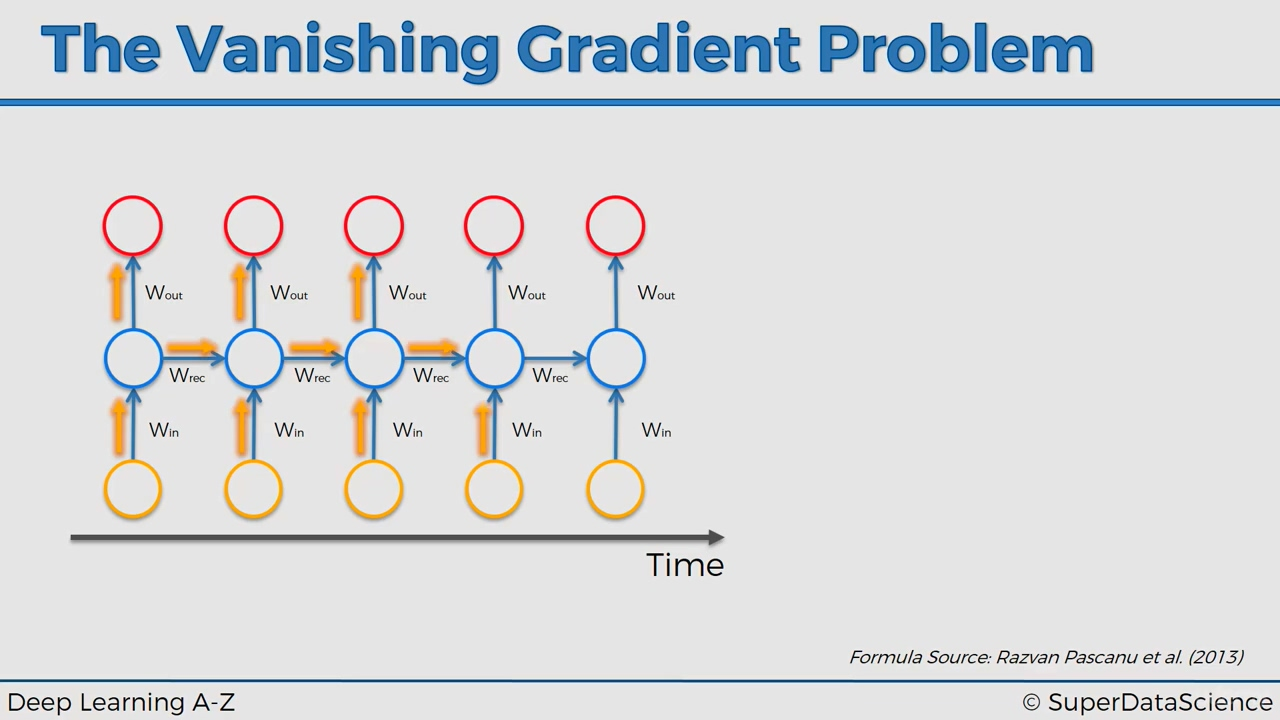 The Vanishing Gradient Problem
Wout Wout Wout Wout Wout
Wrec Wrec Wrec Wrec
Win Win Win Win Win
Time
Formula Source: Razvan Pascanu et al. (2013)
Deep Learning A-Z
© SuperDataScience